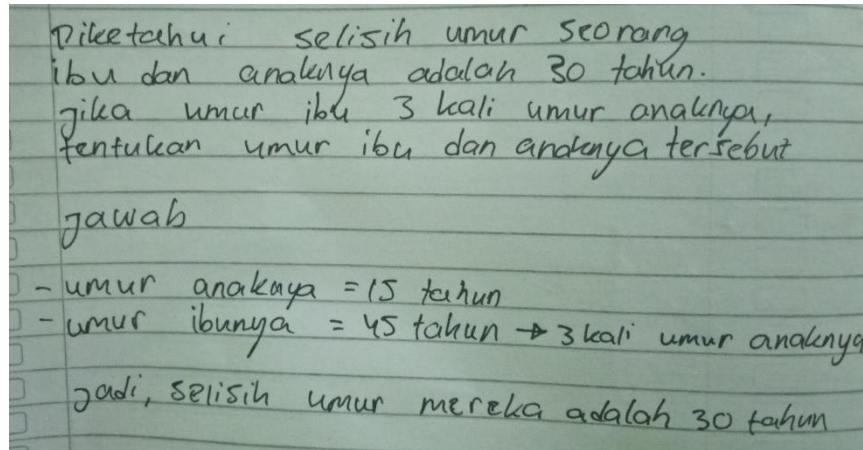 Diketahui selisih umur seorang
ibu dan anaknya adalah 30 tahun.
jika umur ibu 3 kali umur anaknya,
tentukan umur ibu dan anaknya tersebut
jawab
- umur anaknya = 15 tahun
- umur ibunya = 45 tahun → 3 kali umur anaknya
jadi, selisih umur mereka adalah 30 tahun